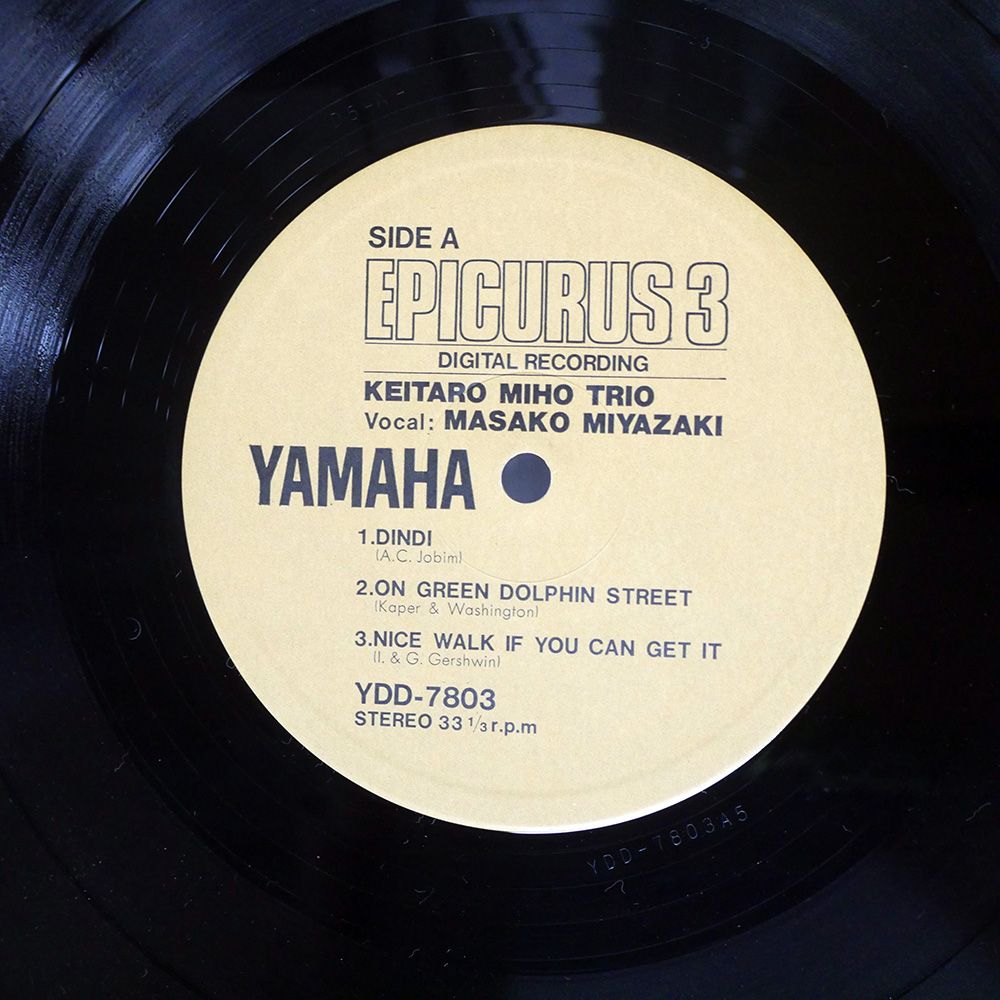 SIDE A
EPICURUS 3
DIGITAL RECORDING
KEITARO MIHO TRIO
Vocal: MASAKO MIYAZAKI
YAMAHA
1.DINDI
(A.C. Jobim)
2.ON GREEN DOLPHIN STREET
(Kaper & Washington)
3.NICE WALK IF YOU CAN GET IT
(I. & G. Gershwin)
YDD-7803
STEREO 33 1/3 r.p.m
YDD-7803A5